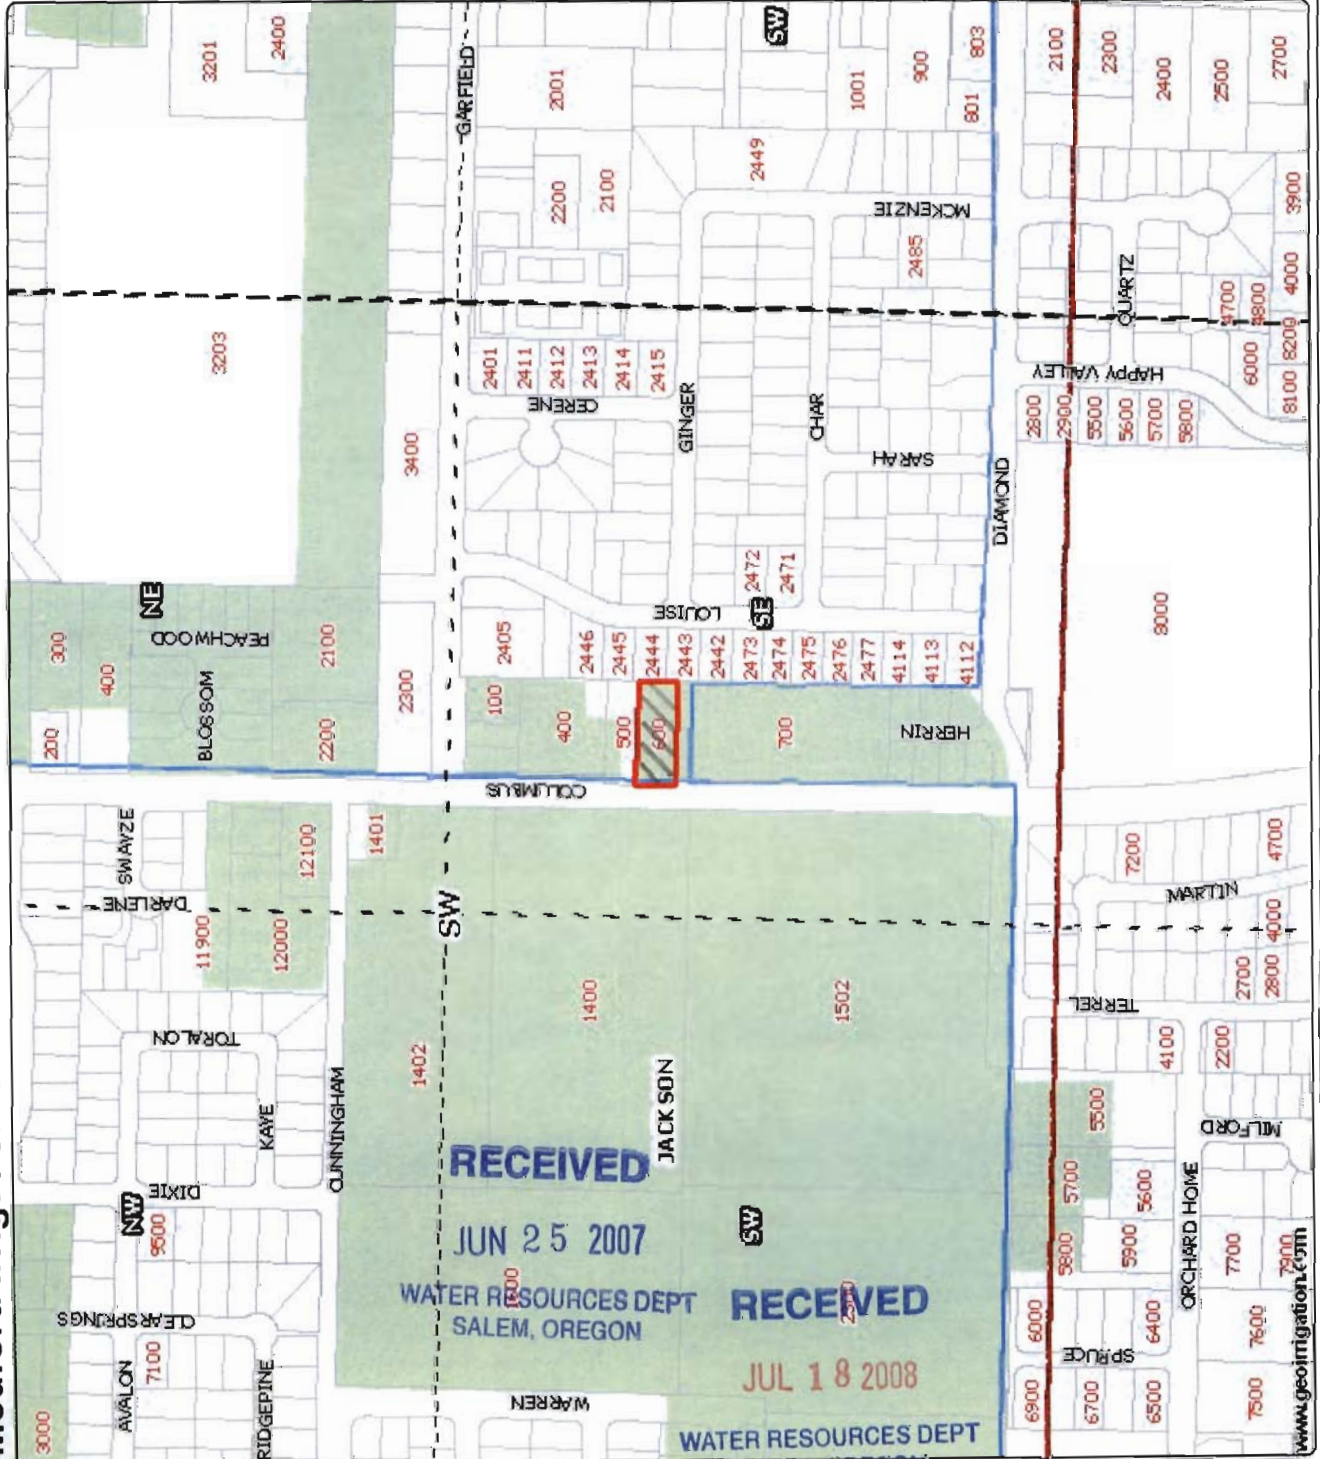 3201
2400
GARFIELD
2001
SW
1001
900
803
801
2100
2300
2400
2500
2700
3203
2200
2100
2449
MCKENZIE
2485
QUARTZ
3900
4000
4700
4800
8200
6000
8100
HAPPY VALLEY
2800
2900
5500
5600
5700
5800
3400
2401
2411
2412
2413
2414
2415
CERENE
GINGER
CHAR
SARAH
DIAMOND
NE
PEACHWOOD
BLOSSOM
300
400
200
2100
2200
2300
2405
LOUISE
2472
2471
SE
2446
2445
2444
2443
2442
2473
2474
2475
2476
2477
4114
4113
4112
100
400
500
600
700
HERRIN
COLUMBUS
SWAYZE
DARLENE
12100
1401
11900
12000
SW
TORALON
KAYE
CUNNINGHAM
1402
1400
1502
JACKSON
7200
MARTIN
4700
4000
2700
2800
TERREL
4100
2200
5500
MILFORD
ORCHARD HOME
5700
5600
5800
5900
7700
7900
6000
6400
7600
SPRUCE
6900
6700
6500
7500
DIXIE
NW
9500
CLEARSPRINGS
AVALON
7100
RIDGEPINE
3000
WARREN
SW
RECEIVED
JUN 25 2007
WATER RESOURCES DEPT
SALEM, OREGON
RECEIVED
JUL 18 2008
WATER RESOURCES DEPT
www.geoirrigation.com